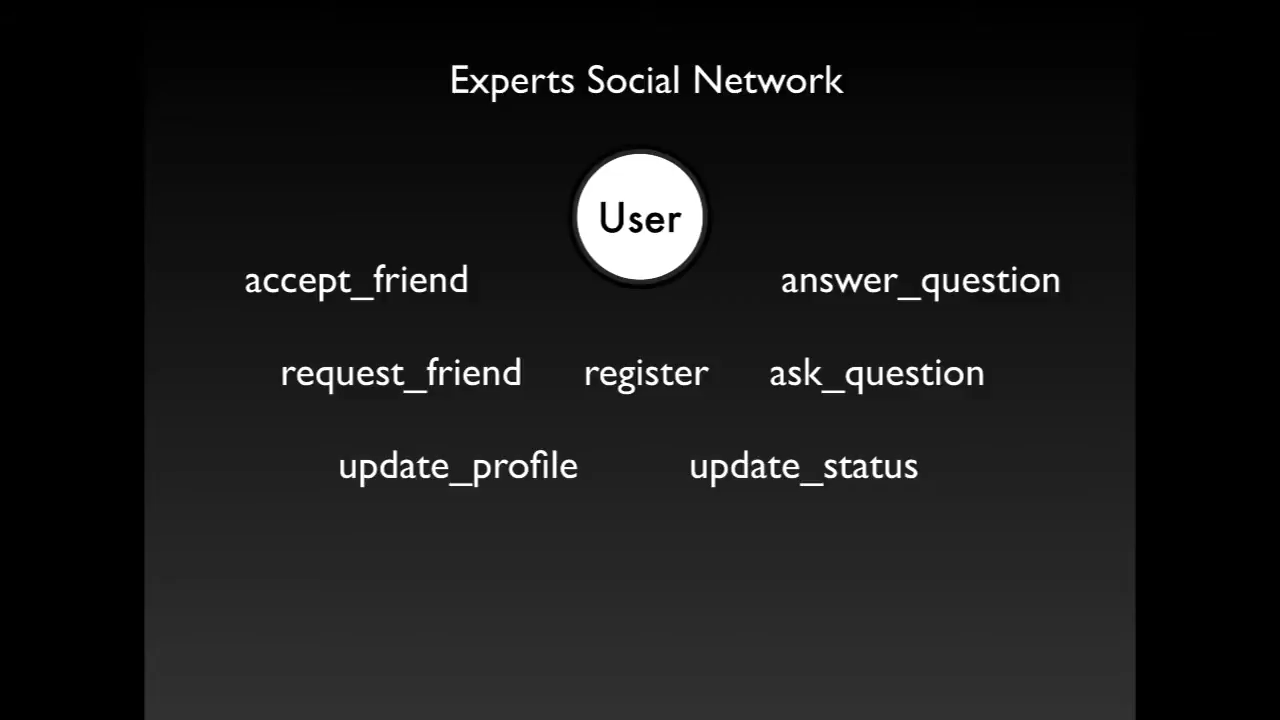 Experts Social Network
User
accept_friend answer_question
request_friend register ask_question
update_profile update_status